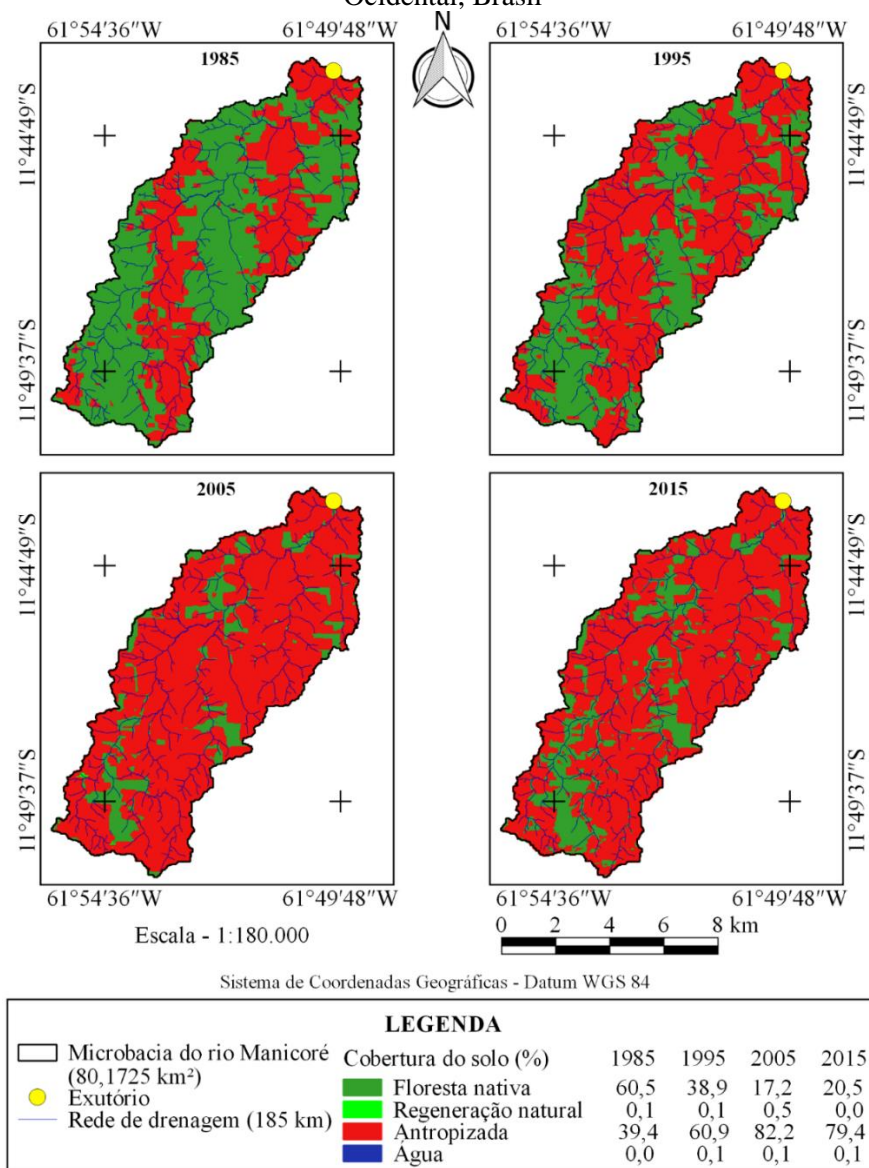 Ocidental, Brasil
61°54'36"W 61°49'48"W N 61°54'36"W 61°49'48"W
1985 1995
11°44'49"S 11°44'49"S
11°49'37"S 11°49'37"S
2005 2015
11°44'49"S 11°44'49"S
11°49'37"S 11°49'37"S
61°54'36"W 61°49'48"W 61°54'36"W 61°49'48"W
Escala - 1:180.000
0 2 4 6 8 km
Sistema de Coordenadas Geográficas - Datum WGS 84
LEGENDA
Microbacia do rio Manicoré
(80,1725 km²)
Exutório
Rede de drenagem (185 km)
Cobertura do solo (%) 1985 1995 2005 2015
Floresta nativa 60,5 38,9 17,2 20,5
Regeneração natural 0,1 0,1 0,5 0,0
Antropizada 39,4 60,9 82,2 79,4
Água 0,0 0,1 0,1 0,1